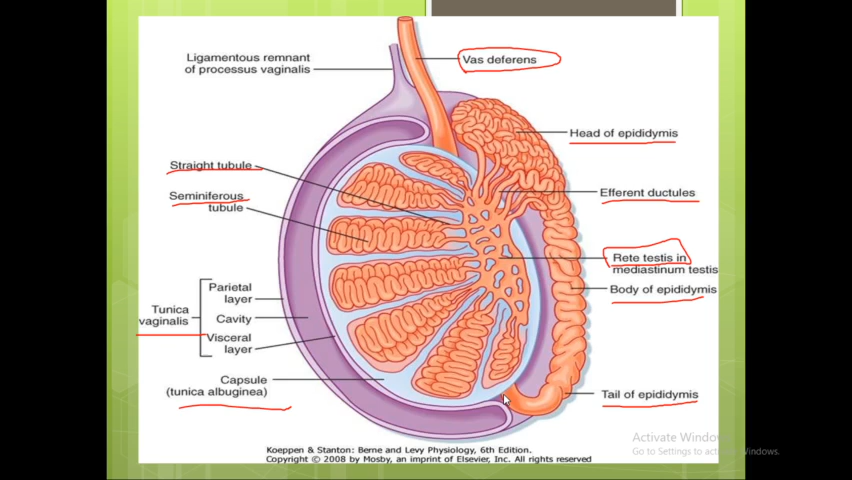 Ligamentous remnant
of processus vaginalis
Vas deferens
Head of epididymis
Straight tubule
Efferent ductules
Seminiferous
tubule
Rete testis in
mediastinum testis
Body of epididymis
Parietal
layer
Tunica
vaginalis
Cavity
Visceral
layer
Capsule
(tunica albuginea)
Tail of epididymis
Koeppen & Stanton: Berne and Levy Physiology, 6th Edition.
Copyright © 2008 by Mosby, an imprint of Elsevier, Inc. All rights reserved
Activate Windows
Go to Settings to activate Windows.